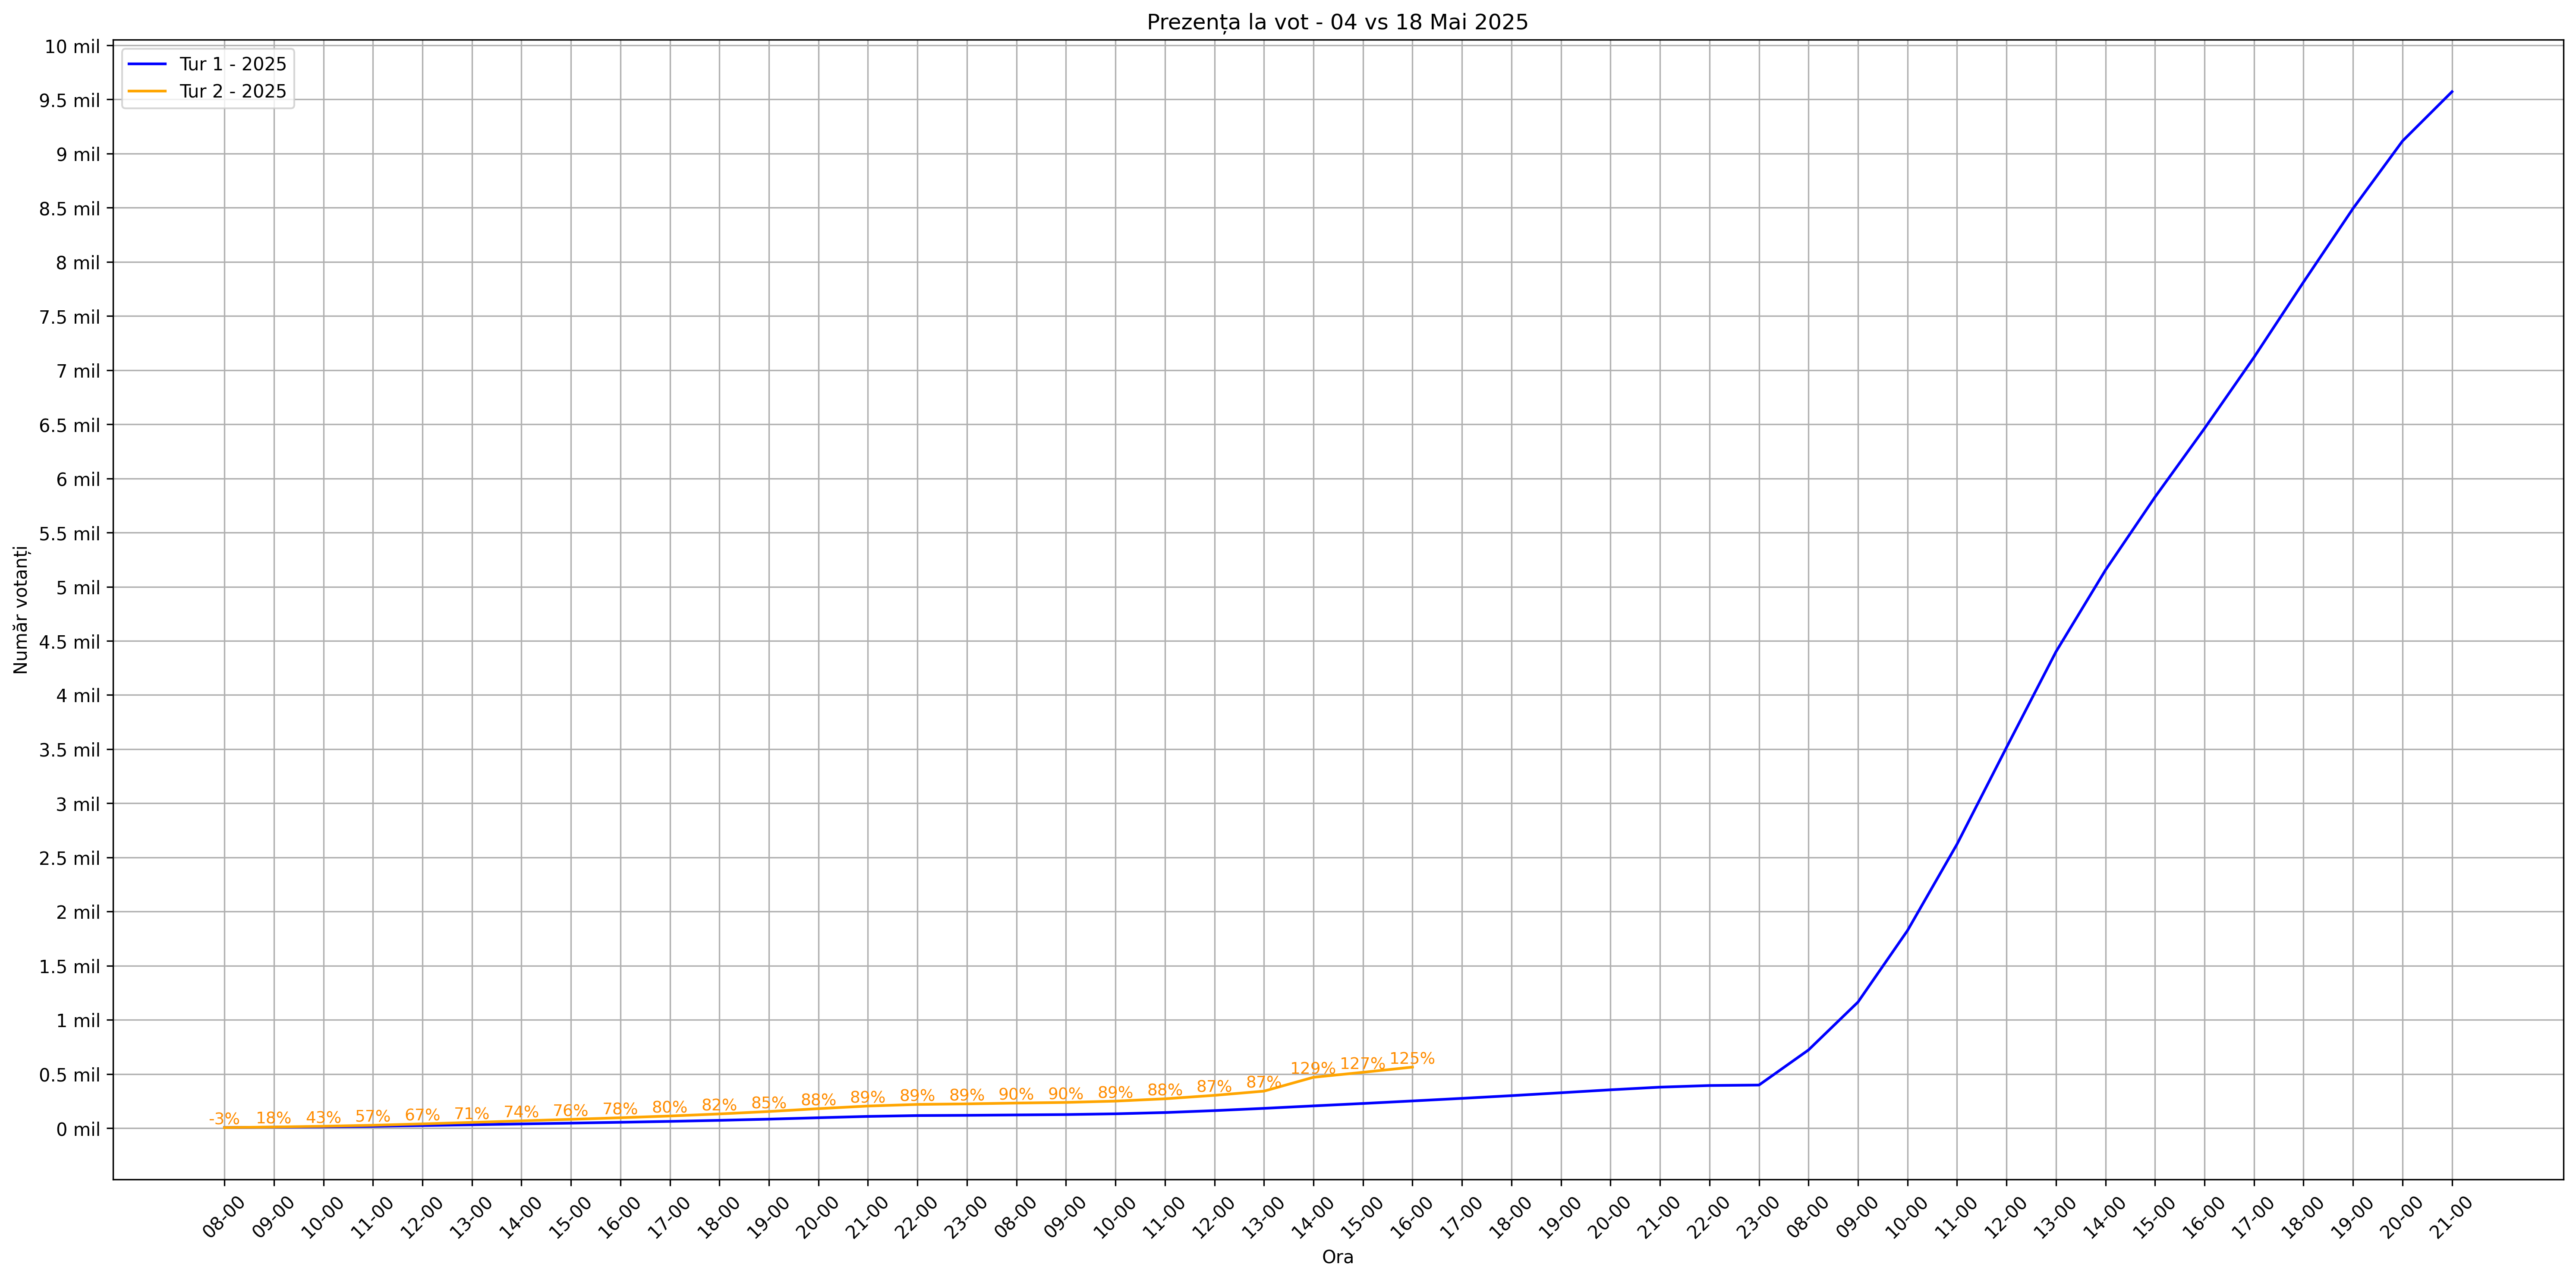 Prezența la vot - 04 vs 18 Mai 2025
Tur 1 - 2025
Tur 2 - 2025
Număr votanți
10 mil
9.5 mil
9 mil
8.5 mil
8 mil
7.5 mil
7 mil
6.5 mil
6 mil
5.5 mil
5 mil
4.5 mil
4 mil
3.5 mil
3 mil
2.5 mil
2 mil
1.5 mil
1 mil
0.5 mil
0 mil
-3% 18% 43% 57% 67% 71% 74% 76% 78% 80% 82% 85% 88% 89% 89% 89% 90% 90% 89% 88% 87% 87% 129% 127% 125%
08-00 09-00 10-00 11-00 12-00 13-00 14-00 15-00 16-00 17-00 18-00 19-00 20-00 21-00 22-00 23-00 08-00 09-00 10-00 11-00 12-00 13-00 14-00 15-00 16-00 17-00 18-00 19-00 20-00 21-00 22-00 23-00 08-00 09-00 10-00 11-00 12-00 13-00 14-00 15-00 16-00 17-00 18-00 19-00 20-00 21-00
Ora